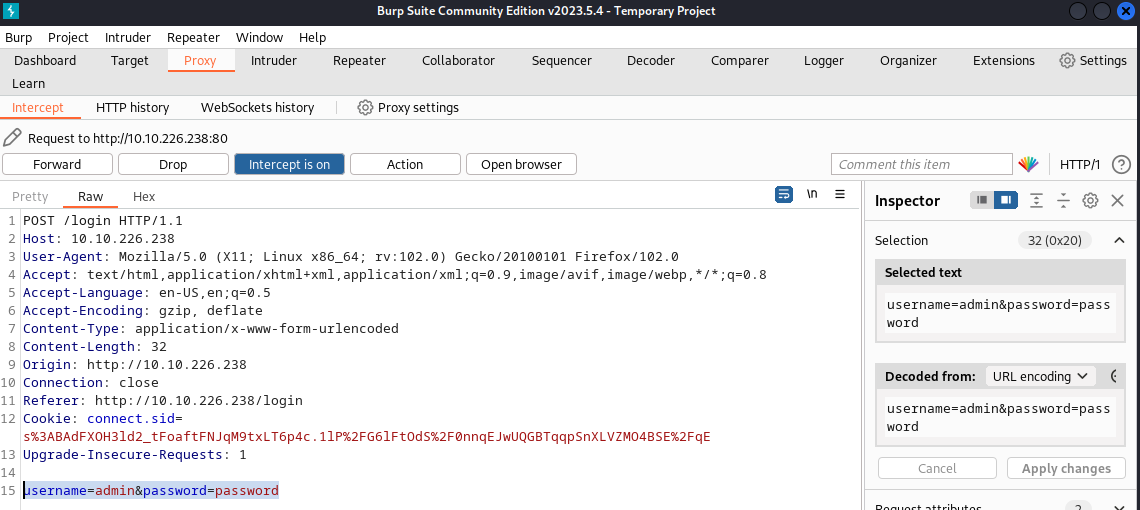 Burp Suite Community Edition v2023.5.4 - Temporary Project
Burp Project Intruder Repeater Window Help
Dashboard Target Proxy Intruder Repeater Collaborator Sequencer Decoder Comparer Logger Organizer Extensions Settings
Learn
Intercept HTTP history WebSockets history Proxy settings
Request to http://10.10.226.238:80
Forward Drop Intercept is on Action Open browser Comment this item HTTP/1 ?
Pretty Raw Hex \n
1 POST /login HTTP/1.1
2 Host: 10.10.226.238
3 User-Agent: Mozilla/5.0 (X11; Linux x86_64; rv:102.0) Gecko/20100101 Firefox/102.0
4 Accept: text/html,application/xhtml+xml,application/xml;q=0.9,image/avif,image/webp,*/*;q=0.8
5 Accept-Language: en-US,en;q=0.5
6 Accept-Encoding: gzip, deflate
7 Content-Type: application/x-www-form-urlencoded
8 Content-Length: 32
9 Origin: http://10.10.226.238
10 Connection: close
11 Referer: http://10.10.226.238/login
12 Cookie: connect.sid=
s%3ABAdFXOH3ld2_tFoaftFNJqM9txLT6p4c.1lP%2FG6lFtOdS%2F0nnqEJwUQGBTqqpSnXLVZMO4BSE%2FqE
13 Upgrade-Insecure-Requests: 1
14
15 username=admin&password=password
Inspector
Selection 32 (0x20)
Selected text
username=admin&password=pass
word
Decoded from: URL encoding
username=admin&password=pass
word
Cancel Apply changes
Request attributes 2